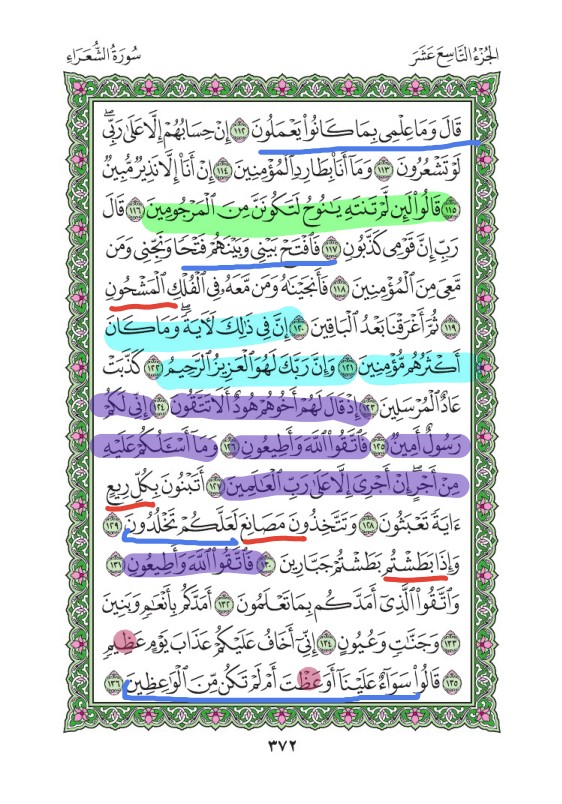 الجُزْءُ التَّاسِعَ عَشَرَ
سُورَةُ الشُّعَرَاءِ
قَالَ وَمَا عِلْمِي بِمَا كَانُوا۟ يَعْمَلُونَ ١١٢ إِنْ حِسَابُهُمْ إِلَّا عَلَىٰ رَبِّىۖ
لَوْ تَشْعُرُونَ ١١٣ وَمَآ أَنَا۠ بِطَارِدِ ٱلْمُؤْمِنِينَ ١١٤ إِنْ أَنَا۠ إِلَّا نَذِيرٌ مُّبِينٌ
١١٥ قَالُوا۟ لَئِن لَّمْ تَنتَهِ يَـٰنُوحُ لَتَكُونَنَّ مِنَ ٱلْمَرْجُومِينَ ١١٦ قَالَ
رَبِّ إِنَّ قَوْمِى كَذَّبُونِ ١١٧ فَٱفْتَحْ بَيْنِى وَبَيْنَهُمْ فَتْحًا وَنَجِّنِى وَمَن
مَّعِىَ مِنَ ٱلْمُؤْمِنِينَ ١١٨ فَأَنجَيْنَـٰهُ وَمَن مَّعَهُۥ فِى ٱلْفُلْكِ ٱلْمَشْحُونِ
١١٩ ثُمَّ أَغْرَقْنَا بَعْدُ ٱلْبَاقِينَ ١٢٠ إِنَّ فِى ذَٰلِكَ لَـَٔايَةًۖ وَمَا كَانَ
أَكْثَرُهُم مُّؤْمِنِينَ ١٢١ وَإِنَّ رَبَّكَ لَهُوَ ٱلْعَزِيزُ ٱلرَّحِيمُ ١٢٢ كَذَّبَتْ
عَادٌ ٱلْمُرْسَلِينَ ١٢٣ إِذْ قَالَ لَهُمْ أَخُوهُمْ هُودٌ أَلَا تَتَّقُونَ ١٢٤ إِنِّى لَكُمْ
رَسُولٌ أَمِينٌ ١٢٥ فَٱتَّقُوا۟ ٱللَّهَ وَأَطِيعُونِ ١٢٦ وَمَآ أَسْـَٔلُكُمْ عَلَيْهِ
مِنْ أَجْرٍۖ إِنْ أَجْرِىَ إِلَّا عَلَىٰ رَبِّ ٱلْعَـٰلَمِينَ ١٢٧ أَتَبْنُونَ بِكُلِّ رِيعٍ
ءَايَةً تَعْبَثُونَ ١٢٨ وَتَتَّخِذُونَ مَصَانِعَ لَعَلَّكُمْ تَخْلُدُونَ ١٢٩
وَإِذَا بَطَشْتُم بَطَشْتُمْ جَبَّارِينَ ١٣٠ فَٱتَّقُوا۟ ٱللَّهَ وَأَطِيعُونِ ١٣١
وَٱتَّقُوا۟ ٱلَّذِىٓ أَمَدَّكُم بِمَا تَعْلَمُونَ ١٣٢ أَمَدَّكُم بِأَنْعَـٰمٍ وَبَنِينَ
١٣٣ وَجَنَّـٰتٍ وَعُيُونٍ ١٣٤ إِنِّىٓ أَخَافُ عَلَيْكُمْ عَذَابَ يَوْمٍ عَظِيمٍ
١٣٥ قَالُوا۟ سَوَآءٌ عَلَيْنَآ أَوَعَظْتَ أَمْ لَمْ تَكُن مِّنَ ٱلْوَٰعِظِينَ ١٣٦
٣٧٢